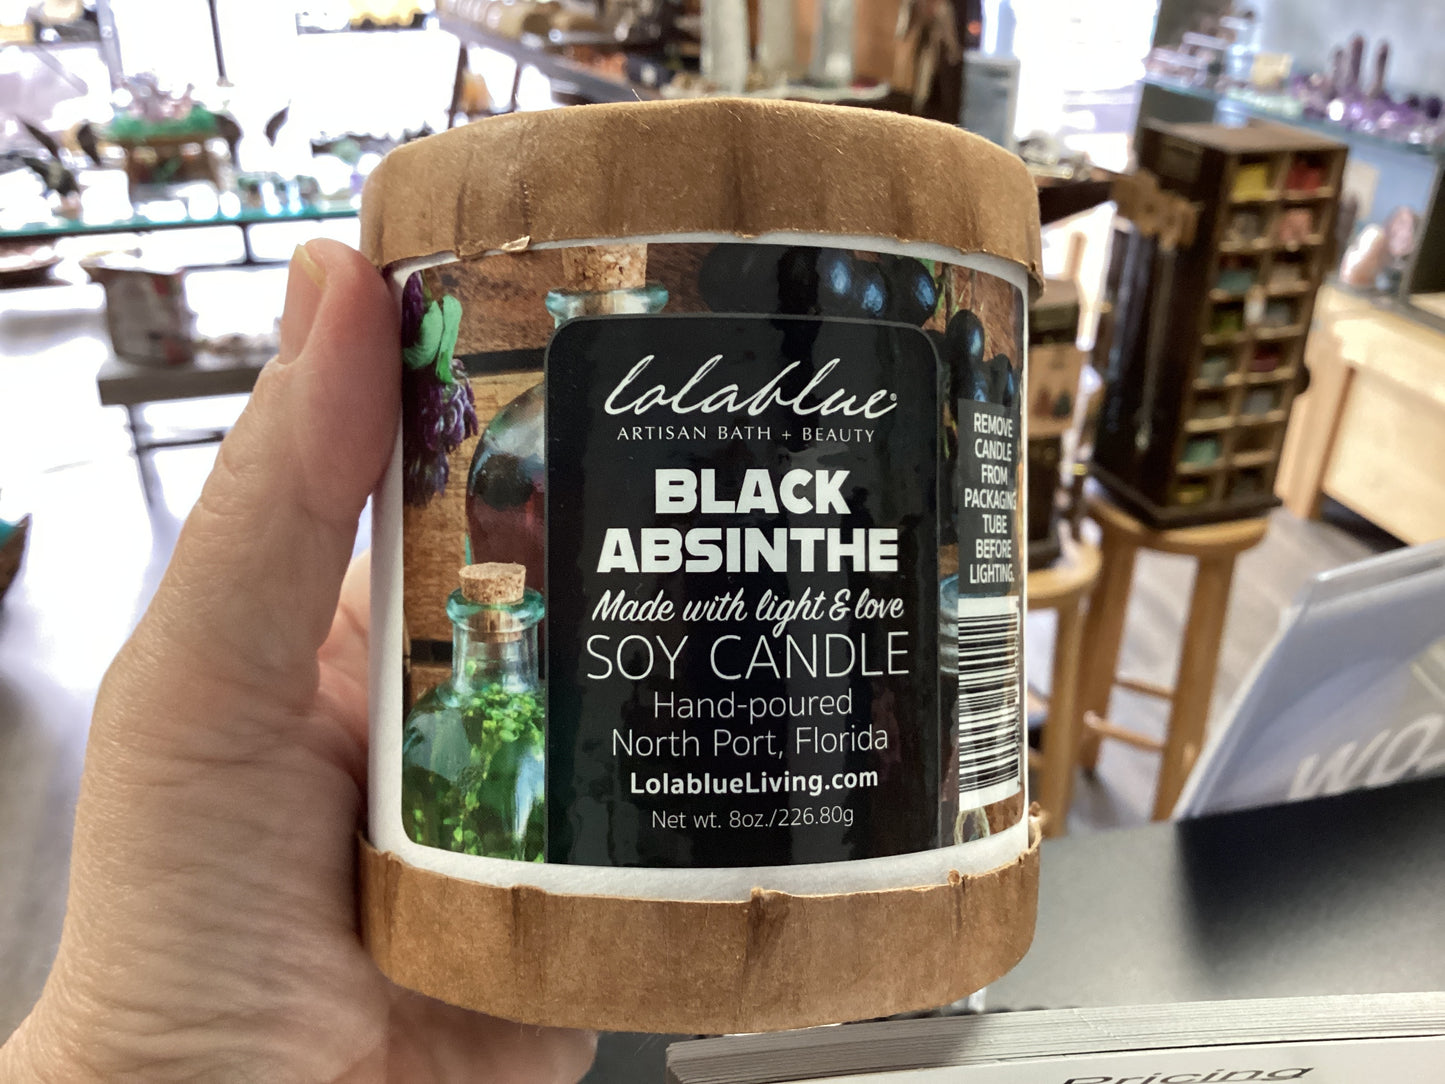 lolablue®
ARTISAN BATH + BEAUTY
BLACK
ABSINTHE
Made with light & love
SOY CANDLE
Hand-poured
North Port, Florida
LolablueLiving.com
Net wt. 8oz./226.80g
REMOVE
CANDLE
FROM
PACKAGING
TUBE
BEFORE
LIGHTING.
Pricing